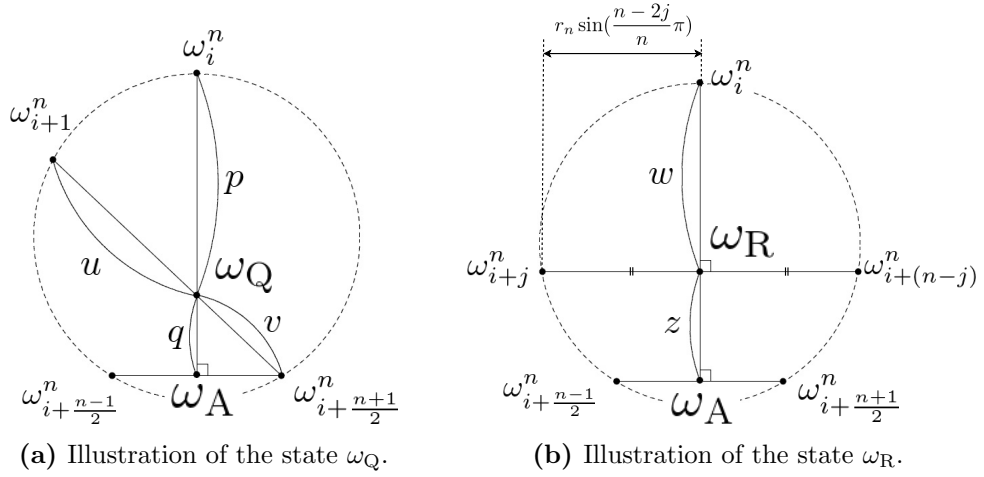 ω_i^n
ω_{i+1}^n
p
u
ω_Q
q
v
ω_{i+\frac{n-1}{2}}^n
ω_A
ω_{i+\frac{n+1}{2}}^n
(a) Illustration of the state ω_Q.
r_n sin(\frac{n-2j}{n}π)
ω_i^n
w
ω_R
ω_{i+j}^n
ω_{i+(n-j)}^n
z
ω_{i+\frac{n-1}{2}}^n
ω_A
ω_{i+\frac{n+1}{2}}^n
(b) Illustration of the state ω_R.